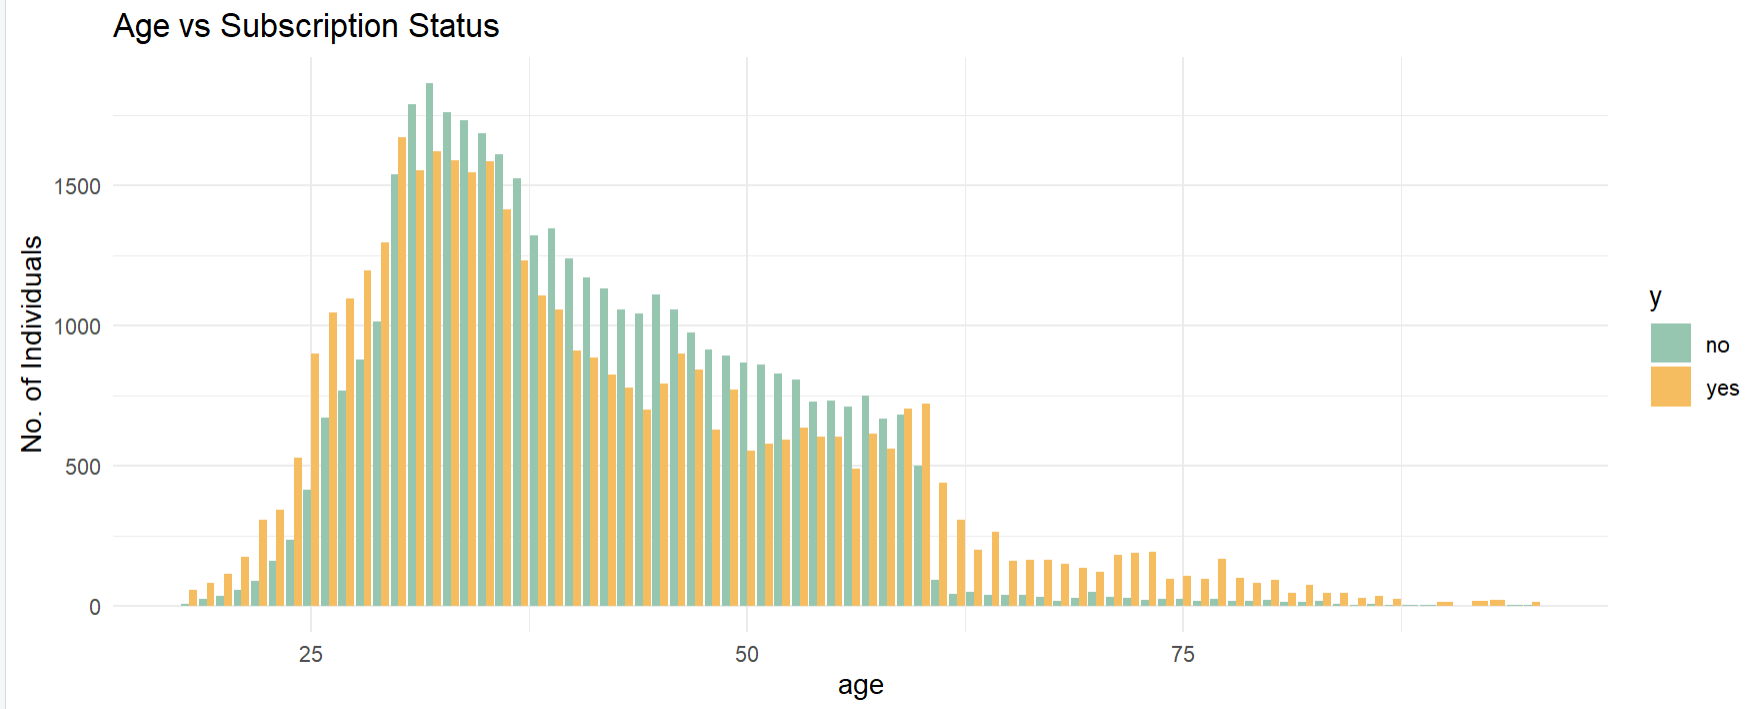 Age vs Subscription Status
No. of Individuals
1500
1000
500
0
25 50 75
age
y
no
yes